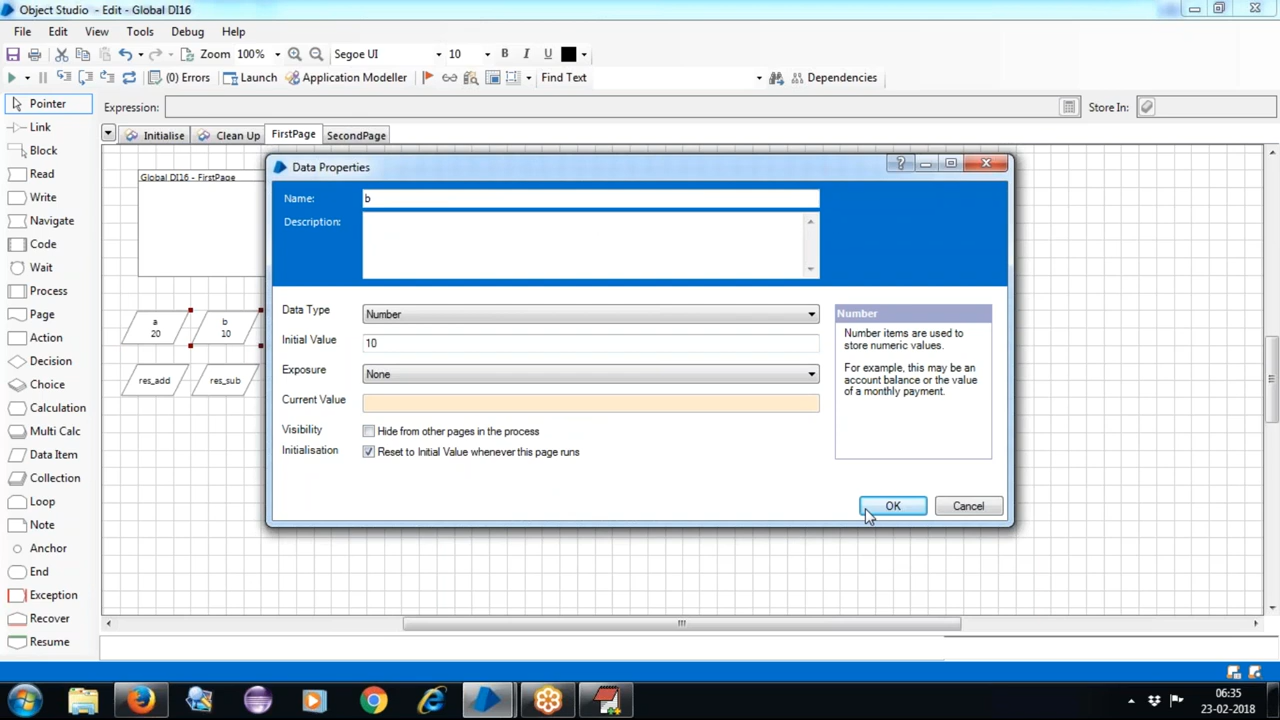 Object Studio - Edit - Global DI16
File Edit View Tools Debug Help
Zoom 100% Segoe UI 10 B I U
(0) Errors Launch Application Modeller Find Text Dependencies
Pointer
Expression: Store In:
Link
Initialise Clean Up FirstPage SecondPage
Block
Read
Write
Navigate
Code
Wait
Process
Page
Action
Decision
Choice
Calculation
Multi Calc
Data Item
Collection
Loop
Note
Anchor
End
Exception
Recover
Resume
Global DI16 - FirstPage
a
20
b
10
res_add
res_sub
Data Properties
Name: b
Description:
Data Type Number
Initial Value 10
Exposure None
Current Value
Visibility Hide from other pages in the process
Initialisation Reset to Initial Value whenever this page runs
Number
Number items are used to
store numeric values.
For example, this may be an
account balance or the value
of a monthly payment.
OK Cancel
06:35
23-02-2018